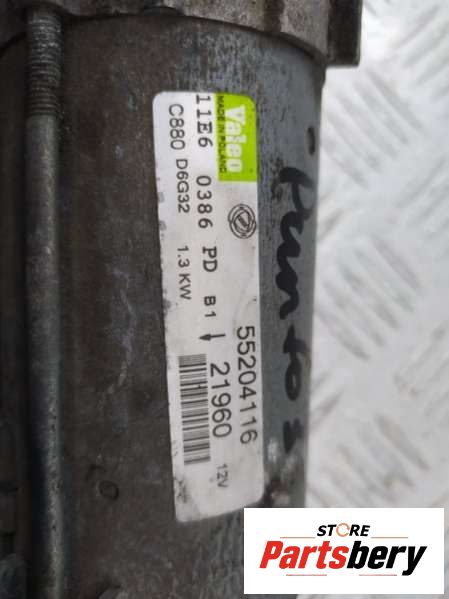 Valeo
MADE IN POLAND
11E6 0386 PD B1
C880 D6G32 1.3 KW
55204116
21960
12V
Punto
STORE
Partsbery